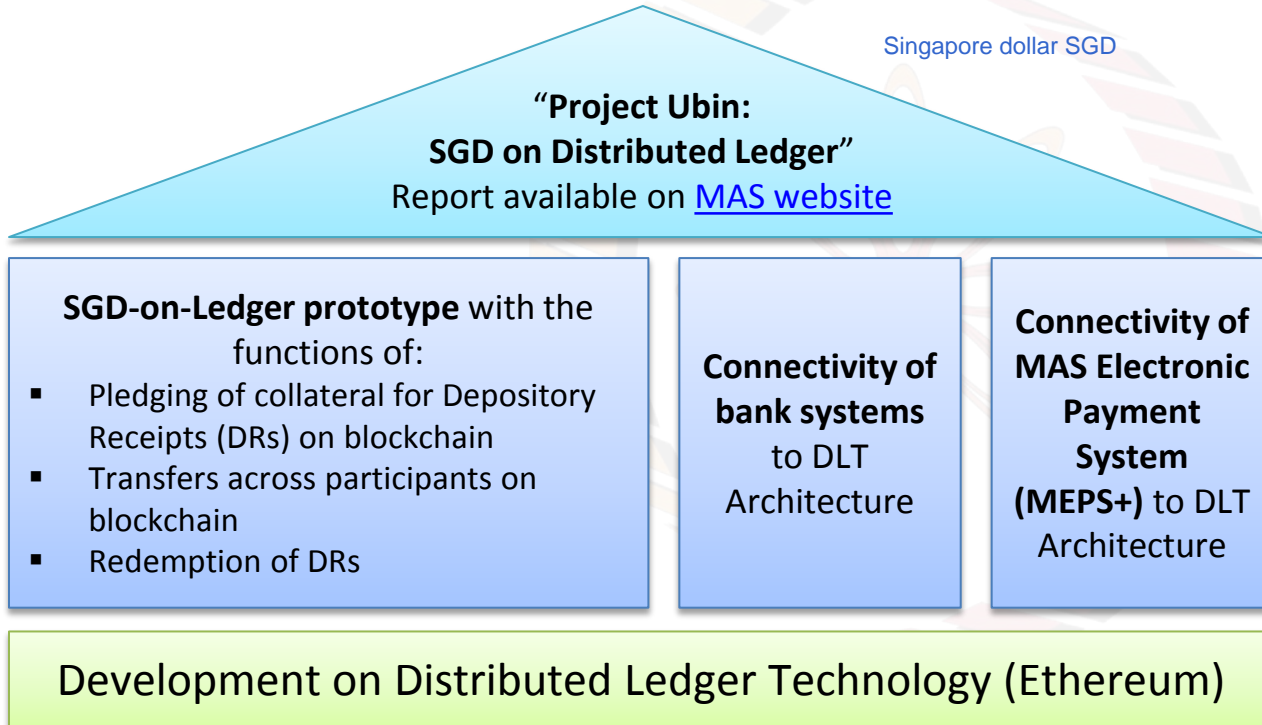 Singapore dollar SGD
“Project Ubin:
SGD on Distributed Ledger”
Report available on MAS website
SGD-on-Ledger prototype with the
functions of:
▪ Pledging of collateral for Depository
Receipts (DRs) on blockchain
▪ Transfers across participants on
blockchain
▪ Redemption of DRs
Connectivity of
bank systems
to DLT
Architecture
Connectivity of
MAS Electronic
Payment
System
(MEPS+) to DLT
Architecture
Development on Distributed Ledger Technology (Ethereum)